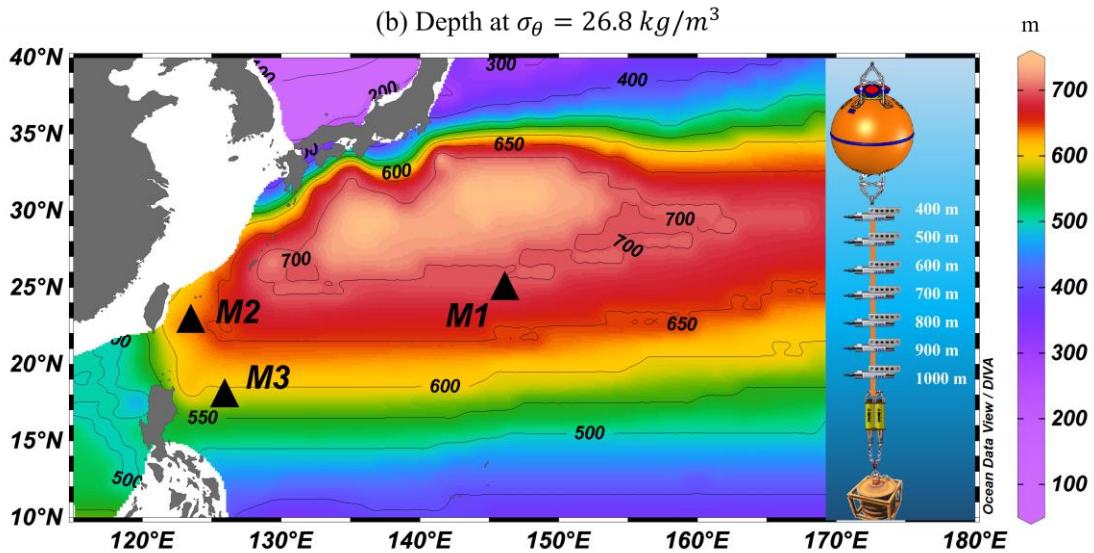 (b) Depth at σ_θ = 26.8 kg/m³
m
40°N
35°N
30°N
25°N
20°N
15°N
10°N
120°E
130°E
140°E
150°E
160°E
170°E
180°E
200
300
400
650
600
700
700
700
650
600
550
500
500
M1
M2
M3
400 m
500 m
600 m
700 m
800 m
900 m
1000 m
Ocean Data View / DIVA
700
600
500
400
300
200
100